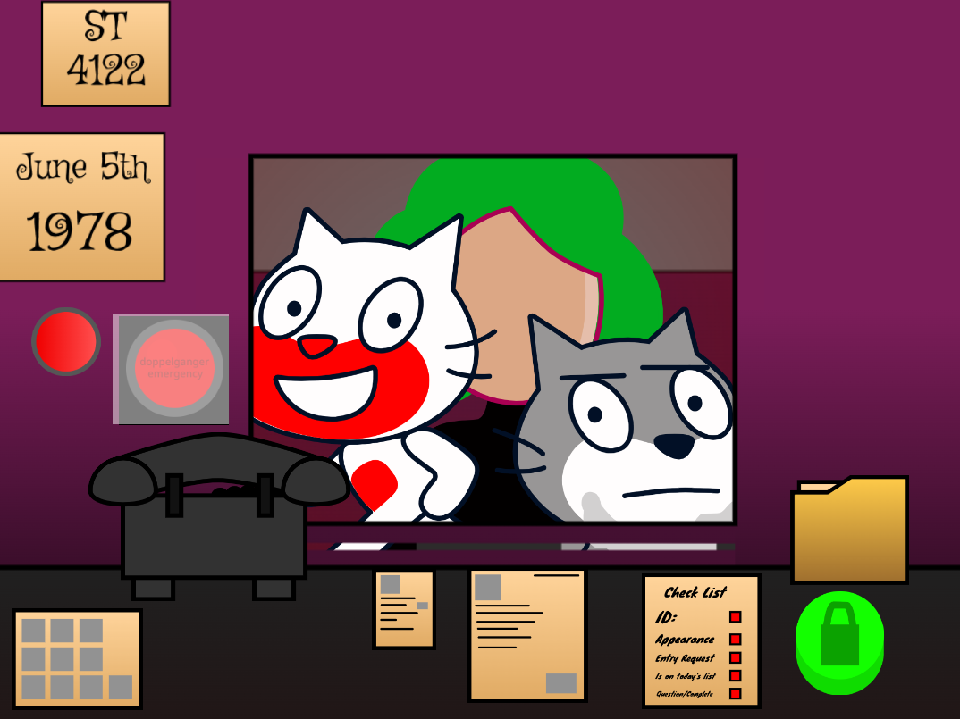 ST
4122
June 5th
1978
doppelganger
emergency
Check List
ID:
Appearance
Entry Request
Is on today's list
Question/Complete